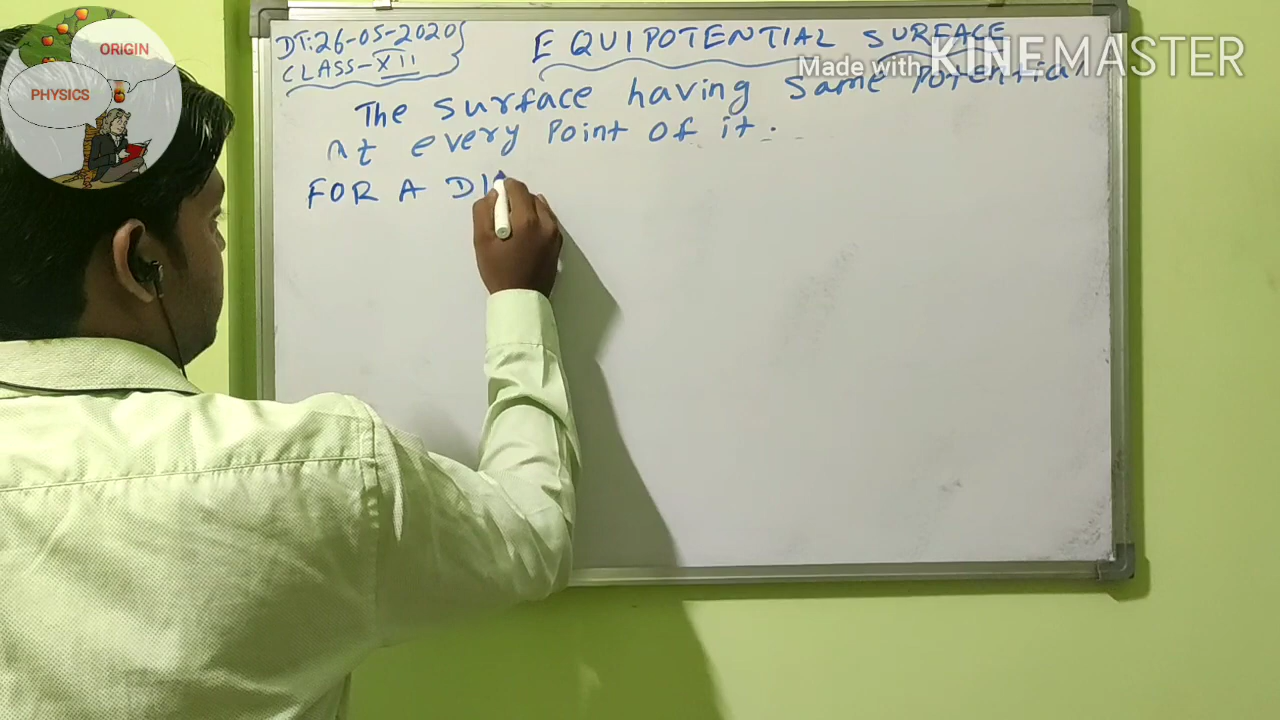 ORIGIN
PHYSICS
DT:26-05-2020
CLASS-XII
EQUIPOTENTIAL SURFACE
Made with KINEMASTER
The surface having same potential
At every point of it.
FOR A